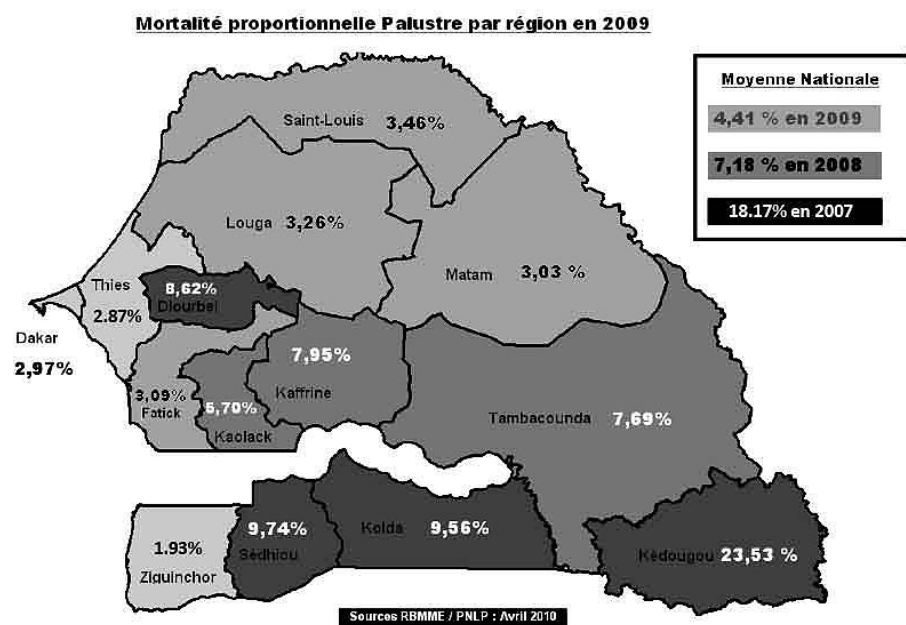 Mortalité proportionnelle Palustre par région en 2009
Moyenne Nationale
4,41 % en 2009
7,18 % en 2008
18.17% en 2007
Saint-Louis 3,46%
Louga 3,26%
Matam 3,03 %
Thies
2.87%
8,62%
Diourbel
Dakar
2,97%
3,09%
Fatick
7,95%
Kaffrine
Kaolack
Tambacounda 7,69%
1.93%
Ziguinchor
9,74%
Sédhiou
Kolda 9,56%
Kédougou 23,53 %
Sources RBMME / PNLP : Avril 2010